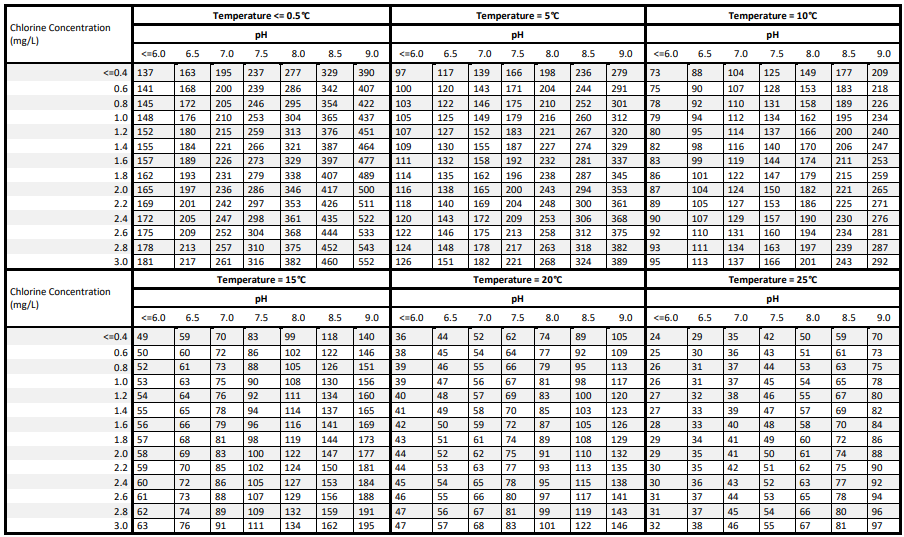 Chlorine Concentration (mg/L) Temperature <= 0.5°C Temperature = 5°C Temperature = 10°C
pH pH pH
<=6.0 6.5 7.0 7.5 8.0 8.5 9.0 <=6.0 6.5 7.0 7.5 8.0 8.5 9.0 <=6.0 6.5 7.0 7.5 8.0 8.5 9.0
<=0.4 137 163 195 237 277 329 390 97 117 139 166 198 236 279 73 88 104 125 149 177 209
0.6 141 168 200 239 286 342 407 100 120 143 171 204 244 291 75 90 107 128 153 183 218
0.8 145 172 205 246 295 354 422 103 122 146 175 210 252 301 78 92 110 131 158 189 226
1.0 148 176 210 253 304 365 437 105 125 149 179 216 260 312 79 94 112 134 162 195 234
1.2 152 180 215 259 313 376 451 107 127 152 183 221 267 320 80 95 114 137 166 200 240
1.4 155 184 221 266 321 387 464 109 130 155 187 227 274 329 82 98 116 140 170 206 247
1.6 157 189 226 273 329 397 477 111 132 158 192 232 281 337 83 99 119 144 174 211 253
1.8 162 193 231 279 338 407 489 114 135 162 196 238 287 345 86 101 122 147 179 215 259
2.0 165 197 236 286 346 417 500 116 138 165 200 243 294 353 87 104 124 150 182 221 265
2.2 169 201 242 297 353 426 511 118 140 169 204 248 300 361 89 105 127 153 186 225 271
2.4 172 205 247 298 361 435 522 120 143 172 209 253 306 368 90 107 129 157 190 230 276
2.6 175 209 252 304 368 444 533 122 146 175 213 258 312 375 92 110 131 160 194 234 281
2.8 178 213 257 310 375 452 543 124 148 178 217 263 318 382 93 111 134 163 197 239 287
3.0 181 217 261 316 382 460 552 126 151 182 221 268 324 389 95 113 137 166 201 243 292
Chlorine Concentration (mg/L) Temperature = 15°C Temperature = 20°C Temperature = 25°C
pH pH pH
<=6.0 6.5 7.0 7.5 8.0 8.5 9.0 <=6.0 6.5 7.0 7.5 8.0 8.5 9.0 <=6.0 6.5 7.0 7.5 8.0 8.5 9.0
<=0.4 49 59 70 83 99 118 140 36 44 52 62 74 89 105 24 29 35 42 50 59 70
0.6 50 60 72 86 102 122 146 38 45 54 64 77 92 109 25 30 36 43 51 61 73
0.8 52 61 73 88 105 126 151 39 46 55 66 79 95 113 26 31 37 44 53 63 75
1.0 53 63 75 90 108 130 156 39 47 56 67 81 98 117 26 31 37 45 54 65 78
1.2 54 64 76 92 111 134 160 40 48 57 69 83 100 120 27 32 38 46 55 67 80
1.4 55 65 78 94 114 137 165 41 49 58 70 85 103 123 27 33 39 47 57 69 82
1.6 56 66 79 96 116 141 169 42 50 59 72 87 105 126 28 33 40 48 58 70 84
1.8 57 68 81 98 119 144 173 43 51 61 74 89 108 129 29 34 41 49 60 72 86
2.0 58 69 83 100 122 147 177 44 52 62 75 91 110 132 29 35 41 50 61 74 88
2.2 59 70 85 102 124 150 181 44 53 63 77 93 113 135 30 35 42 51 62 75 90
2.4 60 72 86 105 127 153 184 45 54 65 78 95 115 138 30 36 43 52 63 77 92
2.6 61 73 88 107 129 156 188 46 55 66 80 97 117 141 31 37 44 53 65 78 94
2.8 62 74 89 109 132 159 191 47 56 67 81 99 119 143 31 37 45 54 66 80 96
3.0 63 76 91 111 134 162 195 47 57 68 83 101 122 146 32 38 46 55 67 81 97